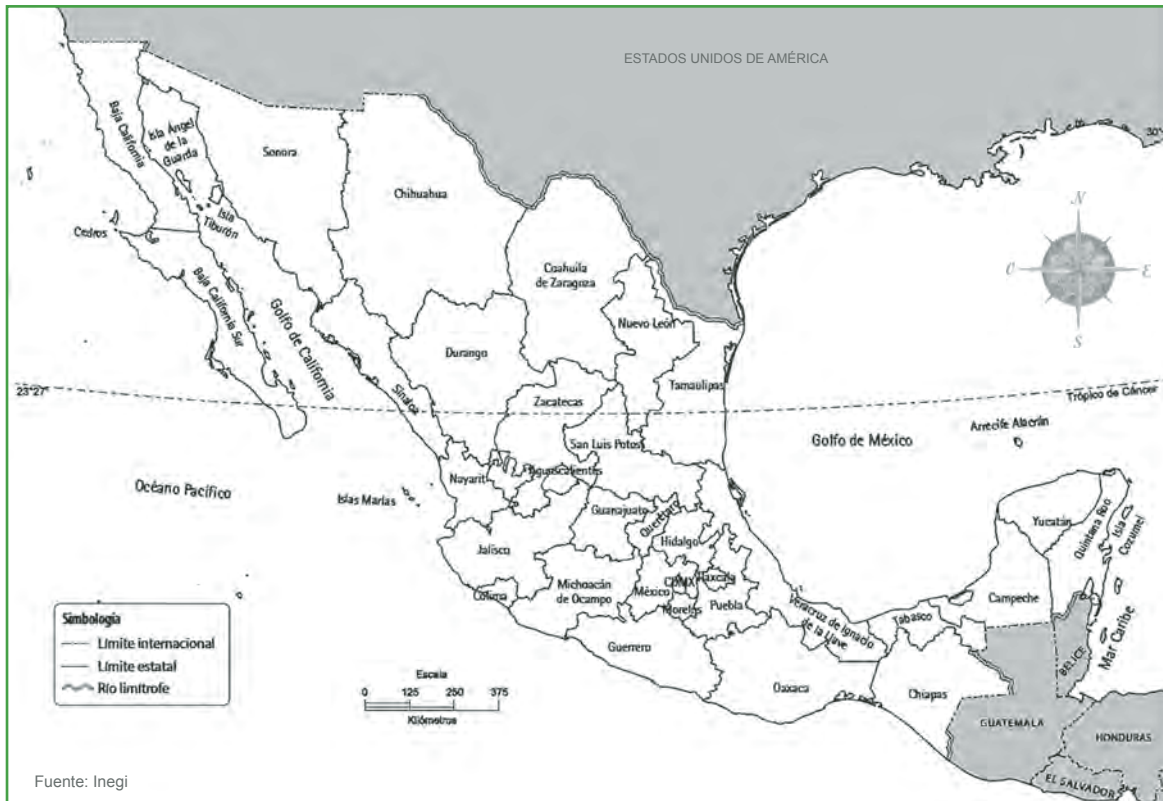 ESTADOS UNIDOS DE AMÉRICA
30°
Baja California
Isla Ángel
de la
Guarda
Sonora
Chihuahua
Isla
Tiburón
Cedros
Coahuila
de Zaragoza
Baja California Sur
Golfo de California
Nuevo León
Durango
Sinaloa
Tamaulipas
N
O
E
S
23°27'
Trópico de Cáncer
Zacatecas
San Luis Potos
Golfo de México
Arrecife Alacrán
Océano Pacífico
Islas Marías
Nayarit
Aguascalientes
Guanajuato
Querétaro
Hidalgo
Yucatán
Quintana Roo
Isla
Cozumel
Jalisco
Colima
Michoacán
de Ocampo
México
CDMX
Tlaxcala
Morelos
Puebla
Veracruz de Ignacio
de la Llave
Tabasco
Campeche
Mar Caribe
BELICE
Guerrero
Oaxaca
Chiapas
GUATEMALA
HONDURAS
EL SALVADOR
Simbología
Límite internacional
Límite estatal
Río limítrofe
Escala
0 125 250 375
Kilómetros
Fuente: Inegi